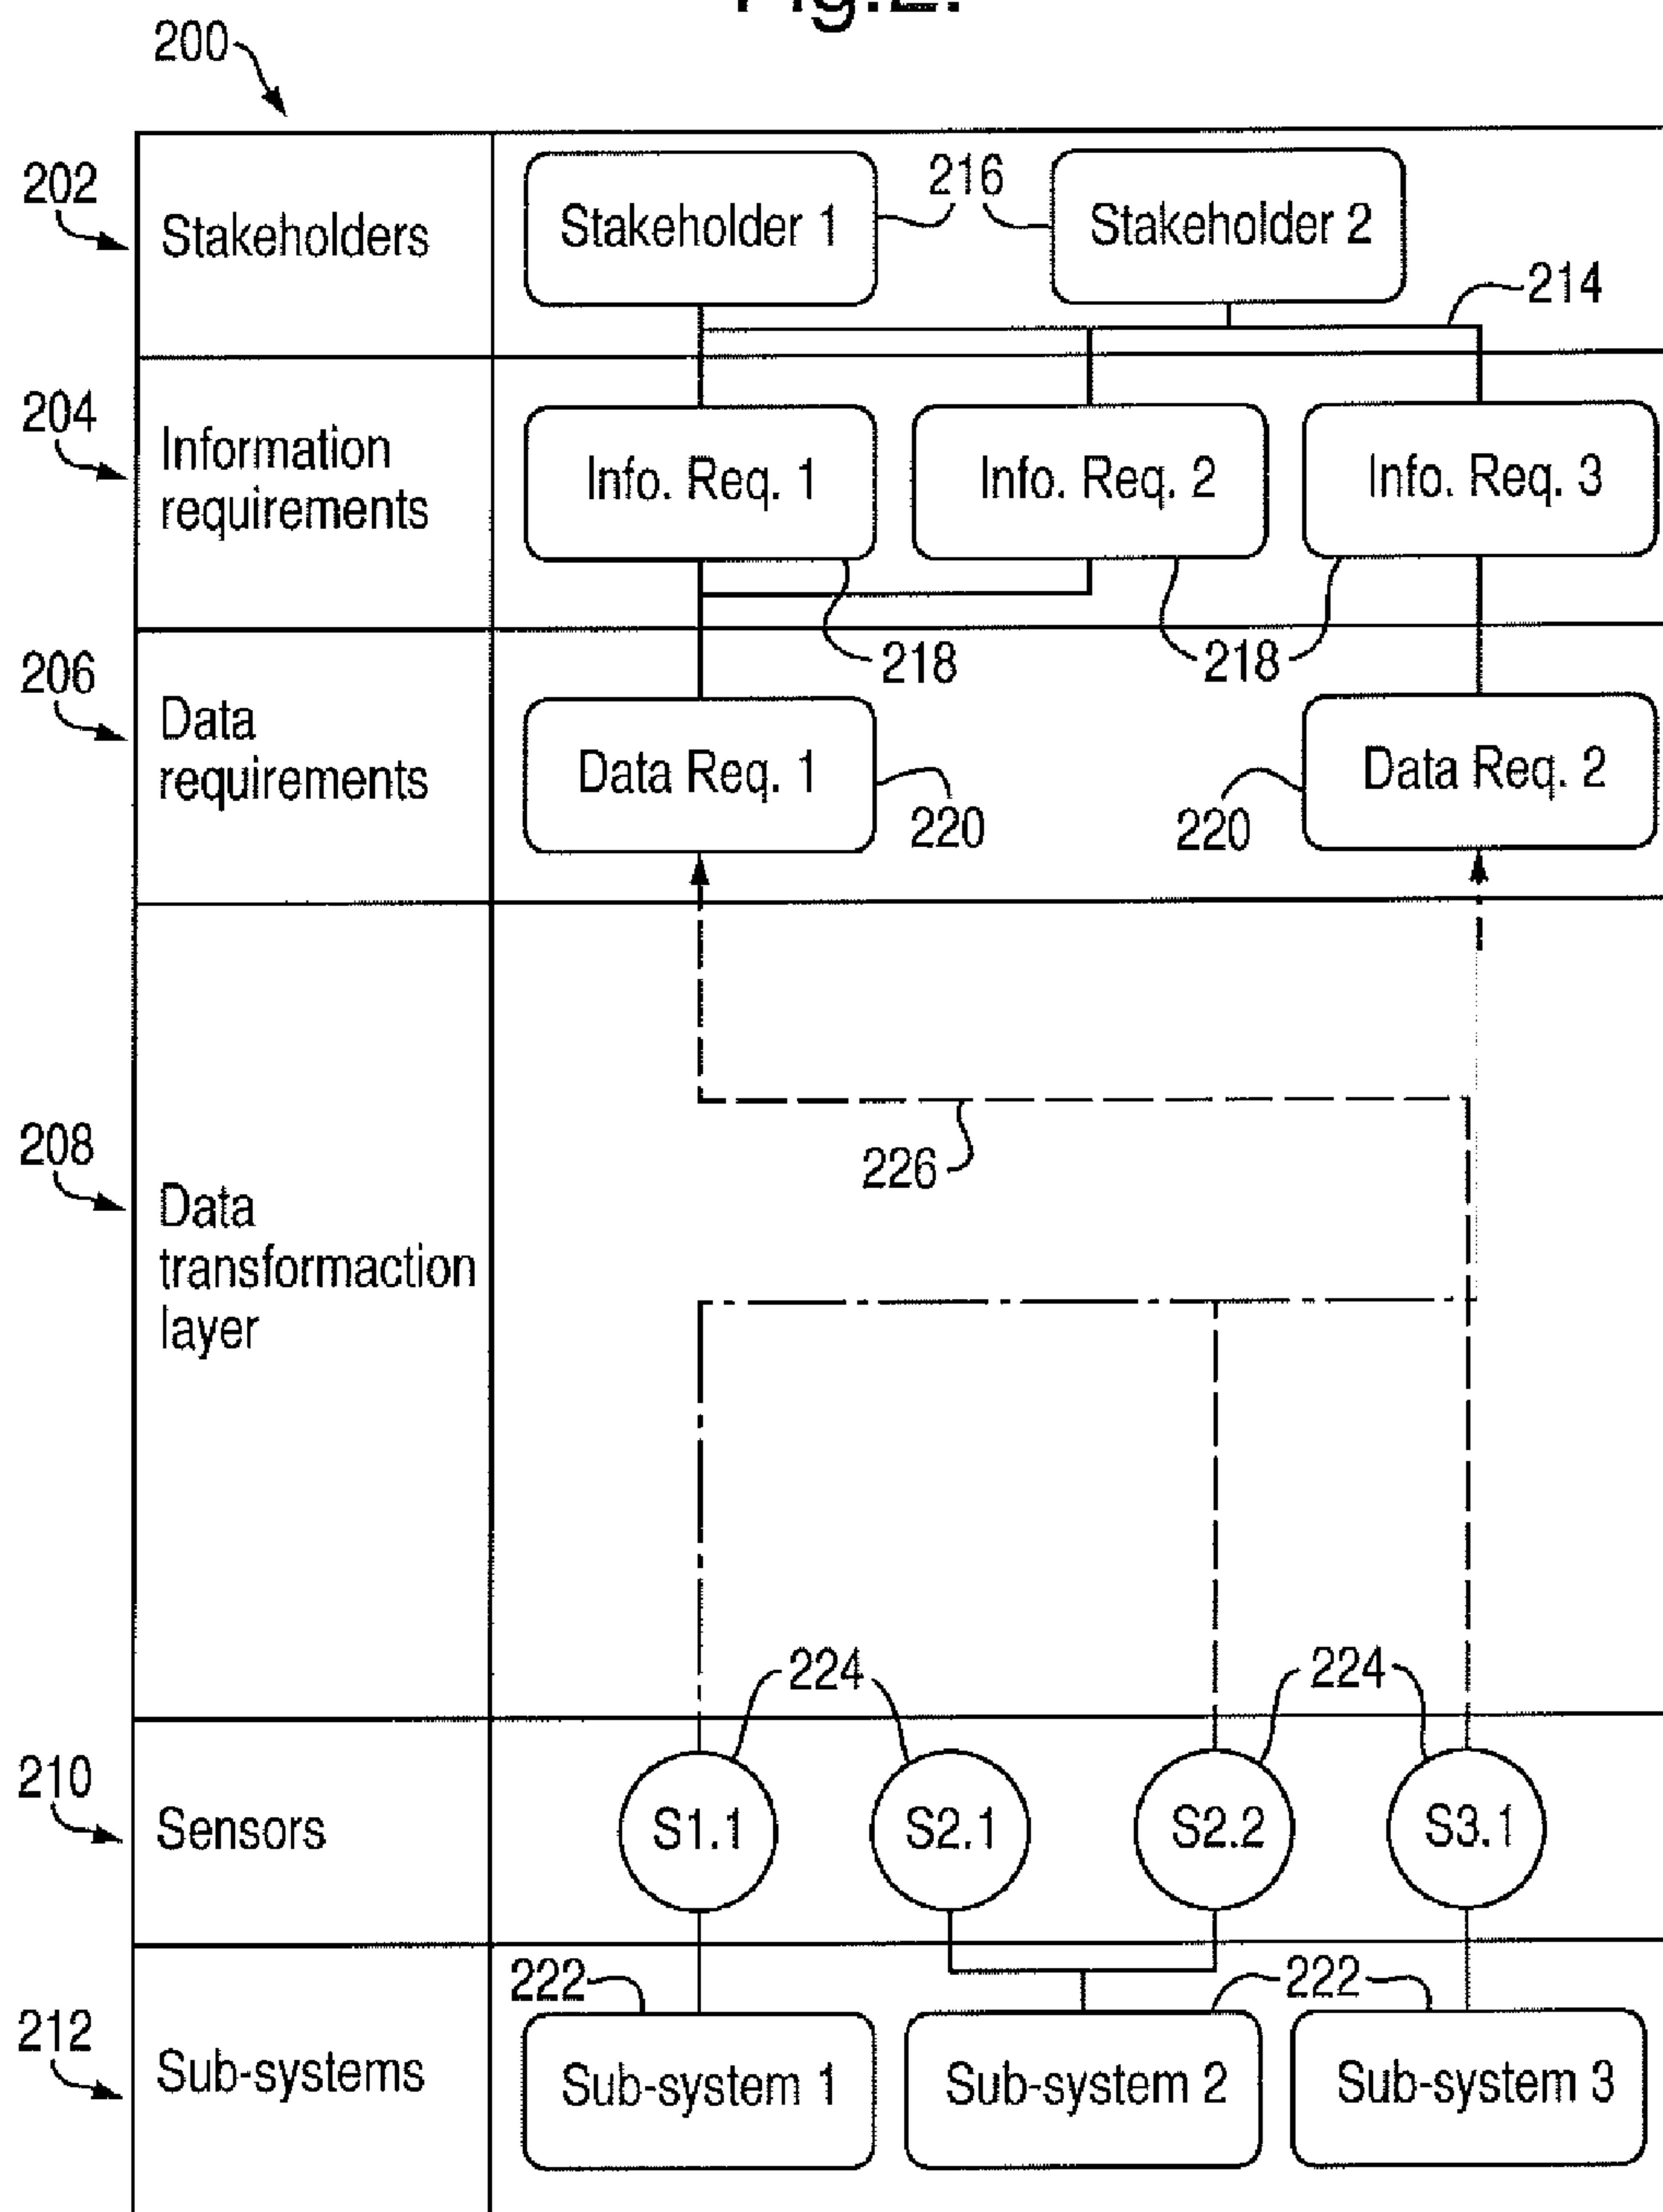 Fig.2.
200
202
Stakeholders
Stakeholder 1
216
Stakeholder 2
214
204
Information
requirements
Info. Req. 1
Info. Req. 2
Info. Req. 3
218
218
206
Data
requirements
Data Req. 1
220
220
Data Req. 2
208
Data
transformaction
layer
226
224
224
210
Sensors
S1.1
S2.1
S2.2
S3.1
212
Sub-systems
222
222
Sub-system 1
Sub-system 2
Sub-system 3